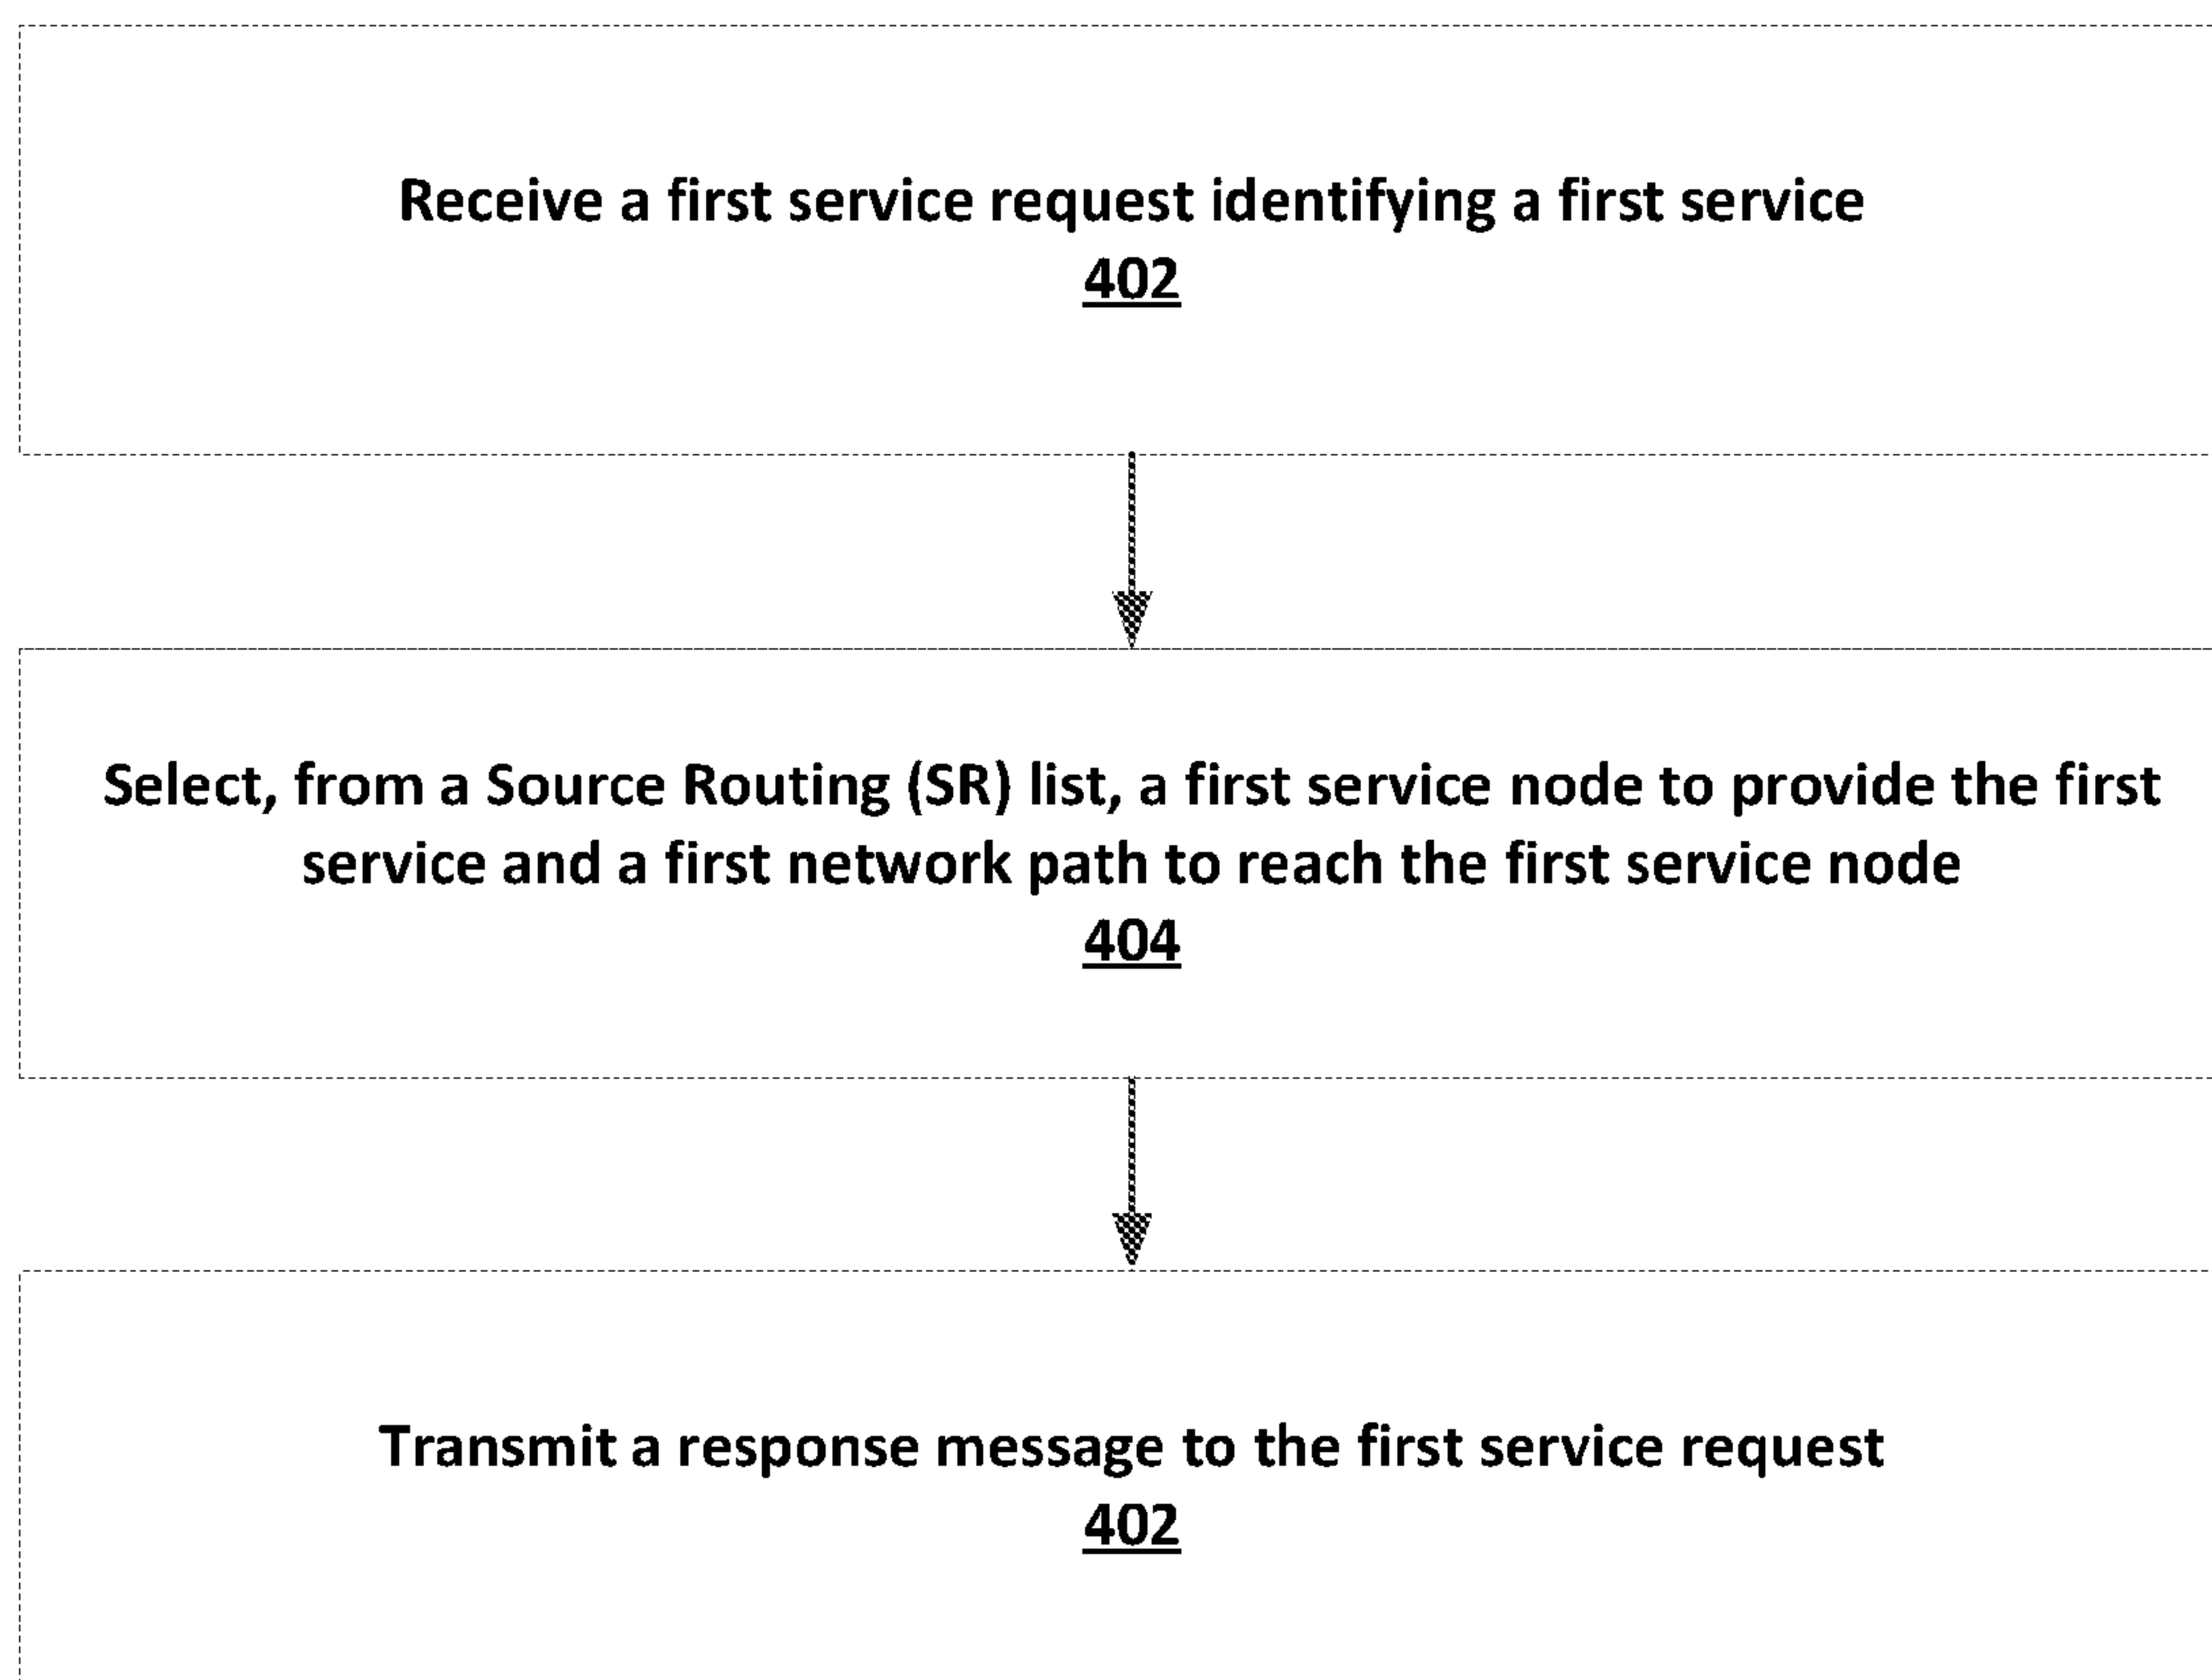 Receive a first service request identifying a first service
402
Select, from a Source Routing (SR) list, a first service node to provide the first
service and a first network path to reach the first service node
404
Transmit a response message to the first service request
402